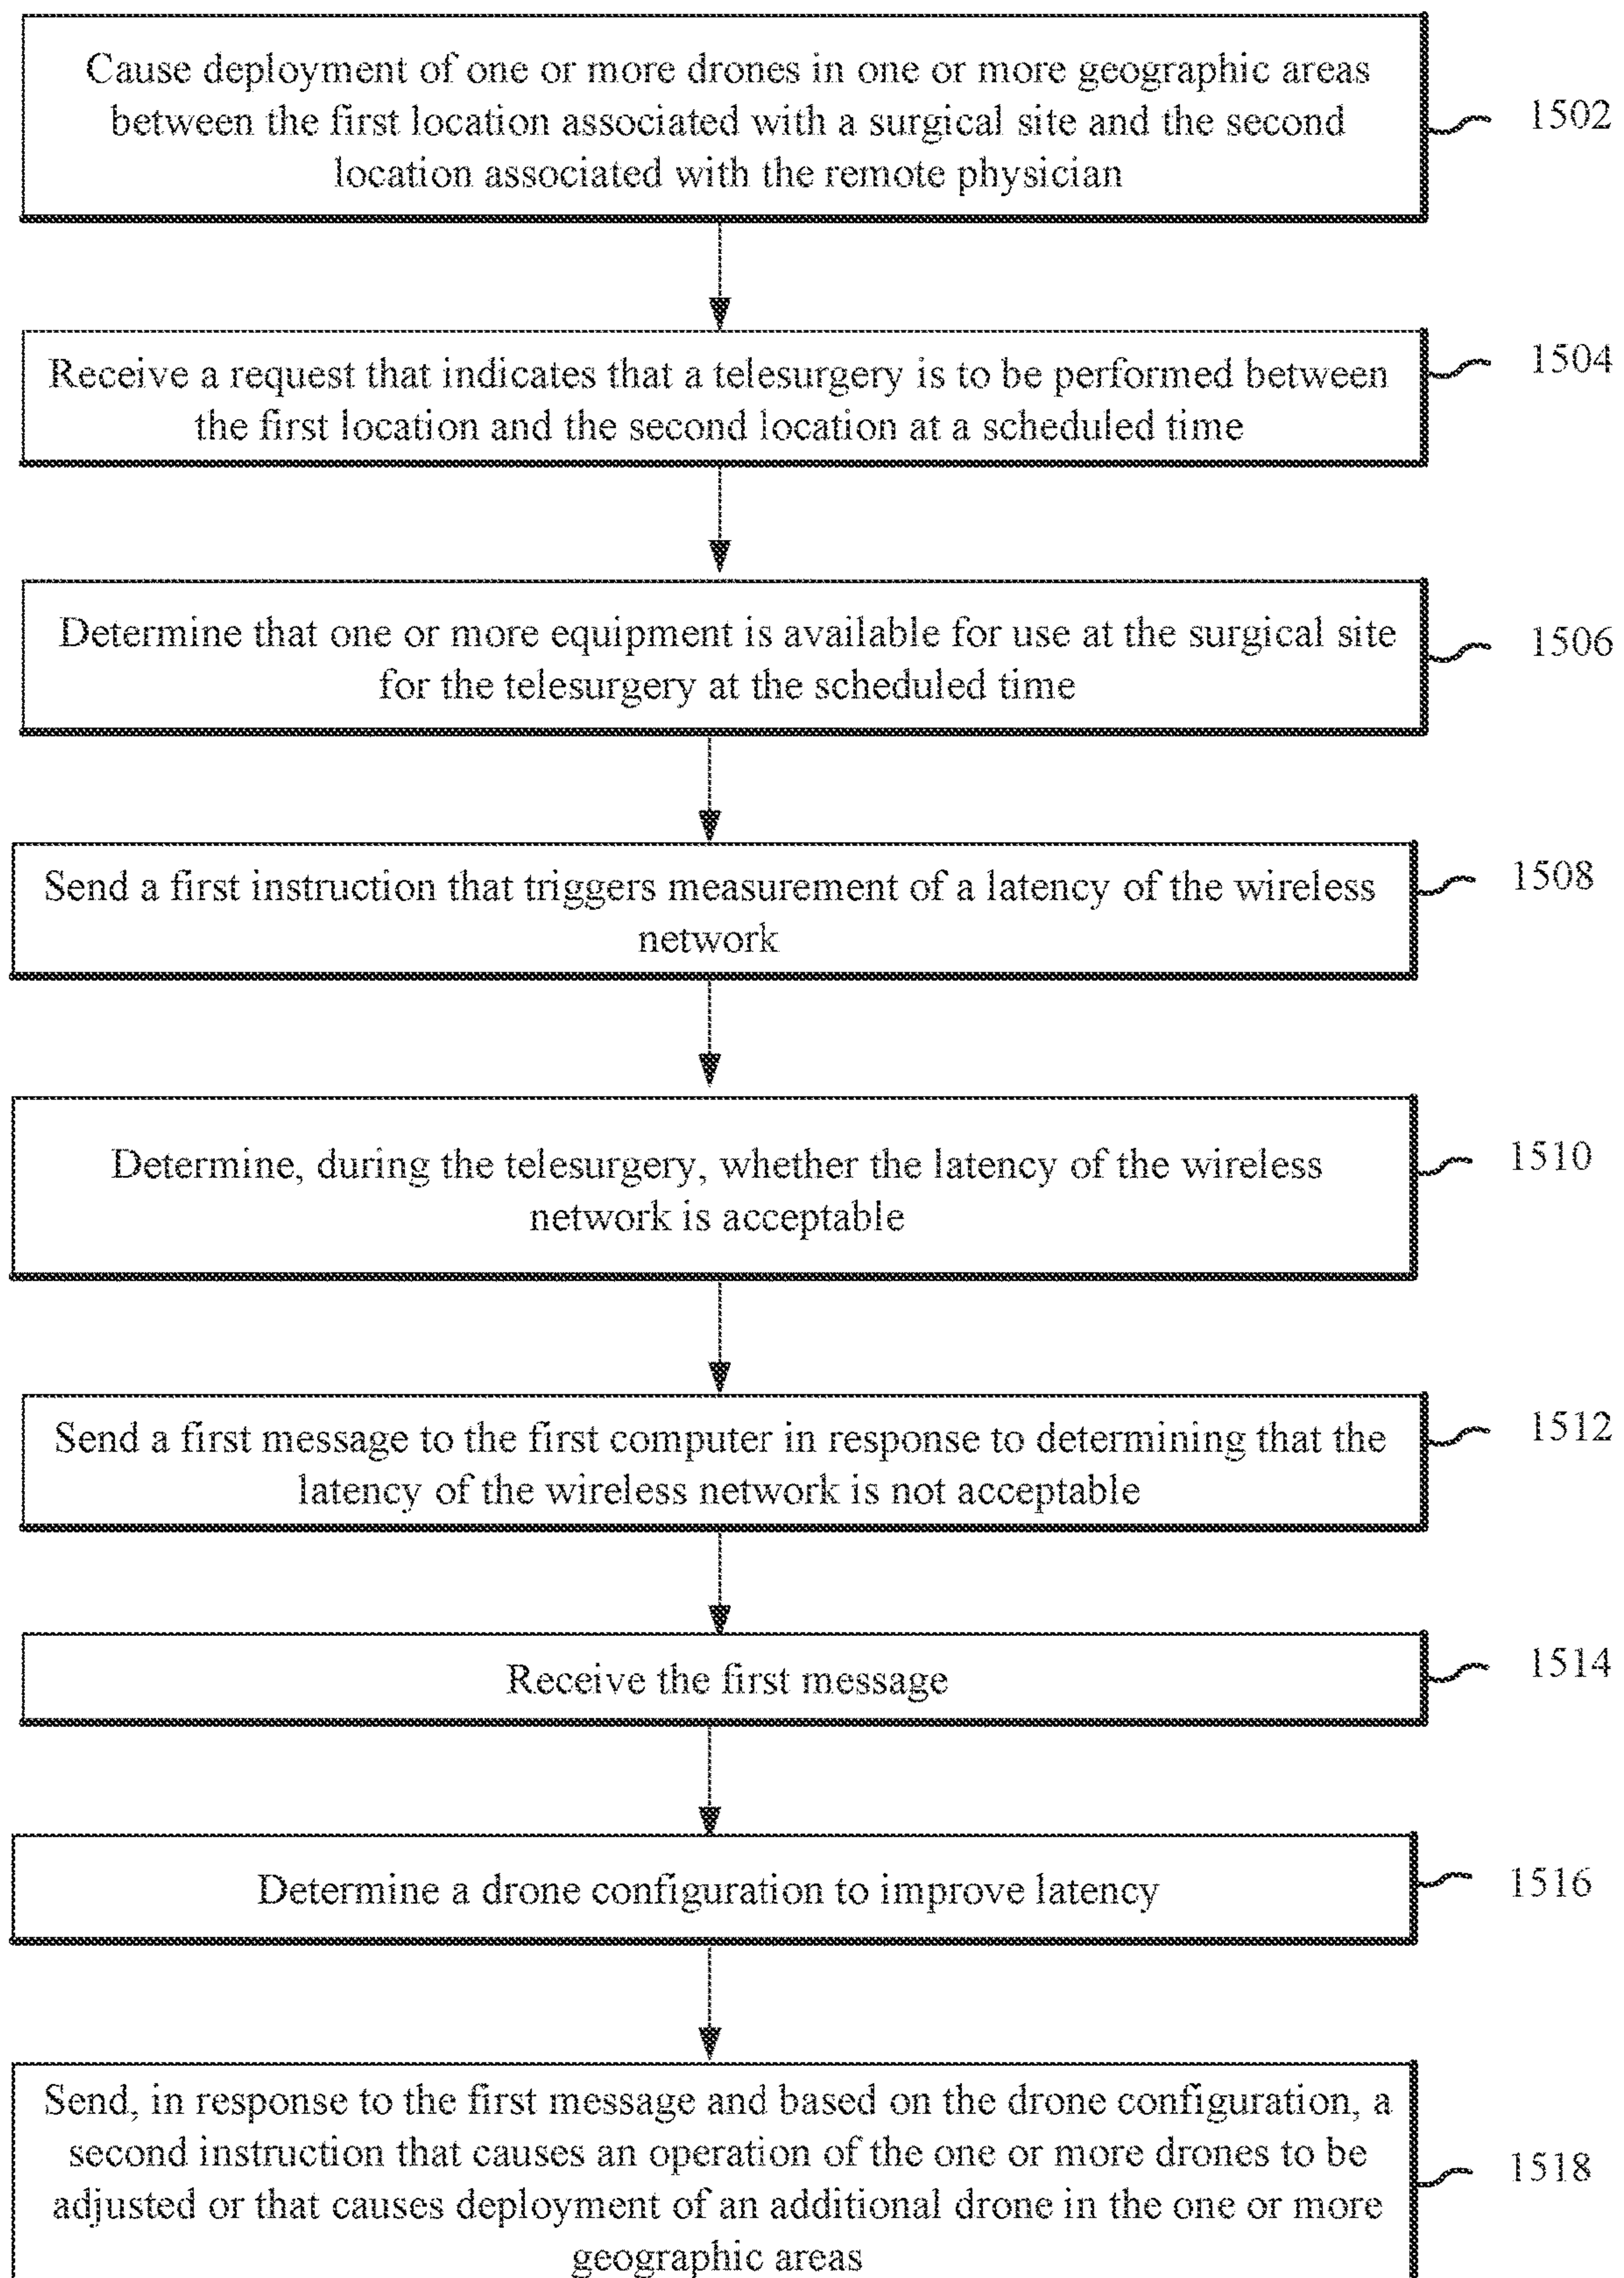 Cause deployment of one or more drones in one or more geographic areas
between the first location associated with a surgical site and the second
location associated with the remote physician
1502
Receive a request that indicates that a telesurgery is to be performed between
the first location and the second location at a scheduled time
1504
Determine that one or more equipment is available for use at the surgical site
for the telesurgery at the scheduled time
1506
Send a first instruction that triggers measurement of a latency of the wireless
network
1508
Determine, during the telesurgery, whether the latency of the wireless
network is acceptable
1510
Send a first message to the first computer in response to determining that the
latency of the wireless network is not acceptable
1512
Receive the first message
1514
Determine a drone configuration to improve latency
1516
Send, in response to the first message and based on the drone configuration, a
second instruction that causes an operation of the one or more drones to be
adjusted or that causes deployment of an additional drone in the one or more
geographic areas
1518